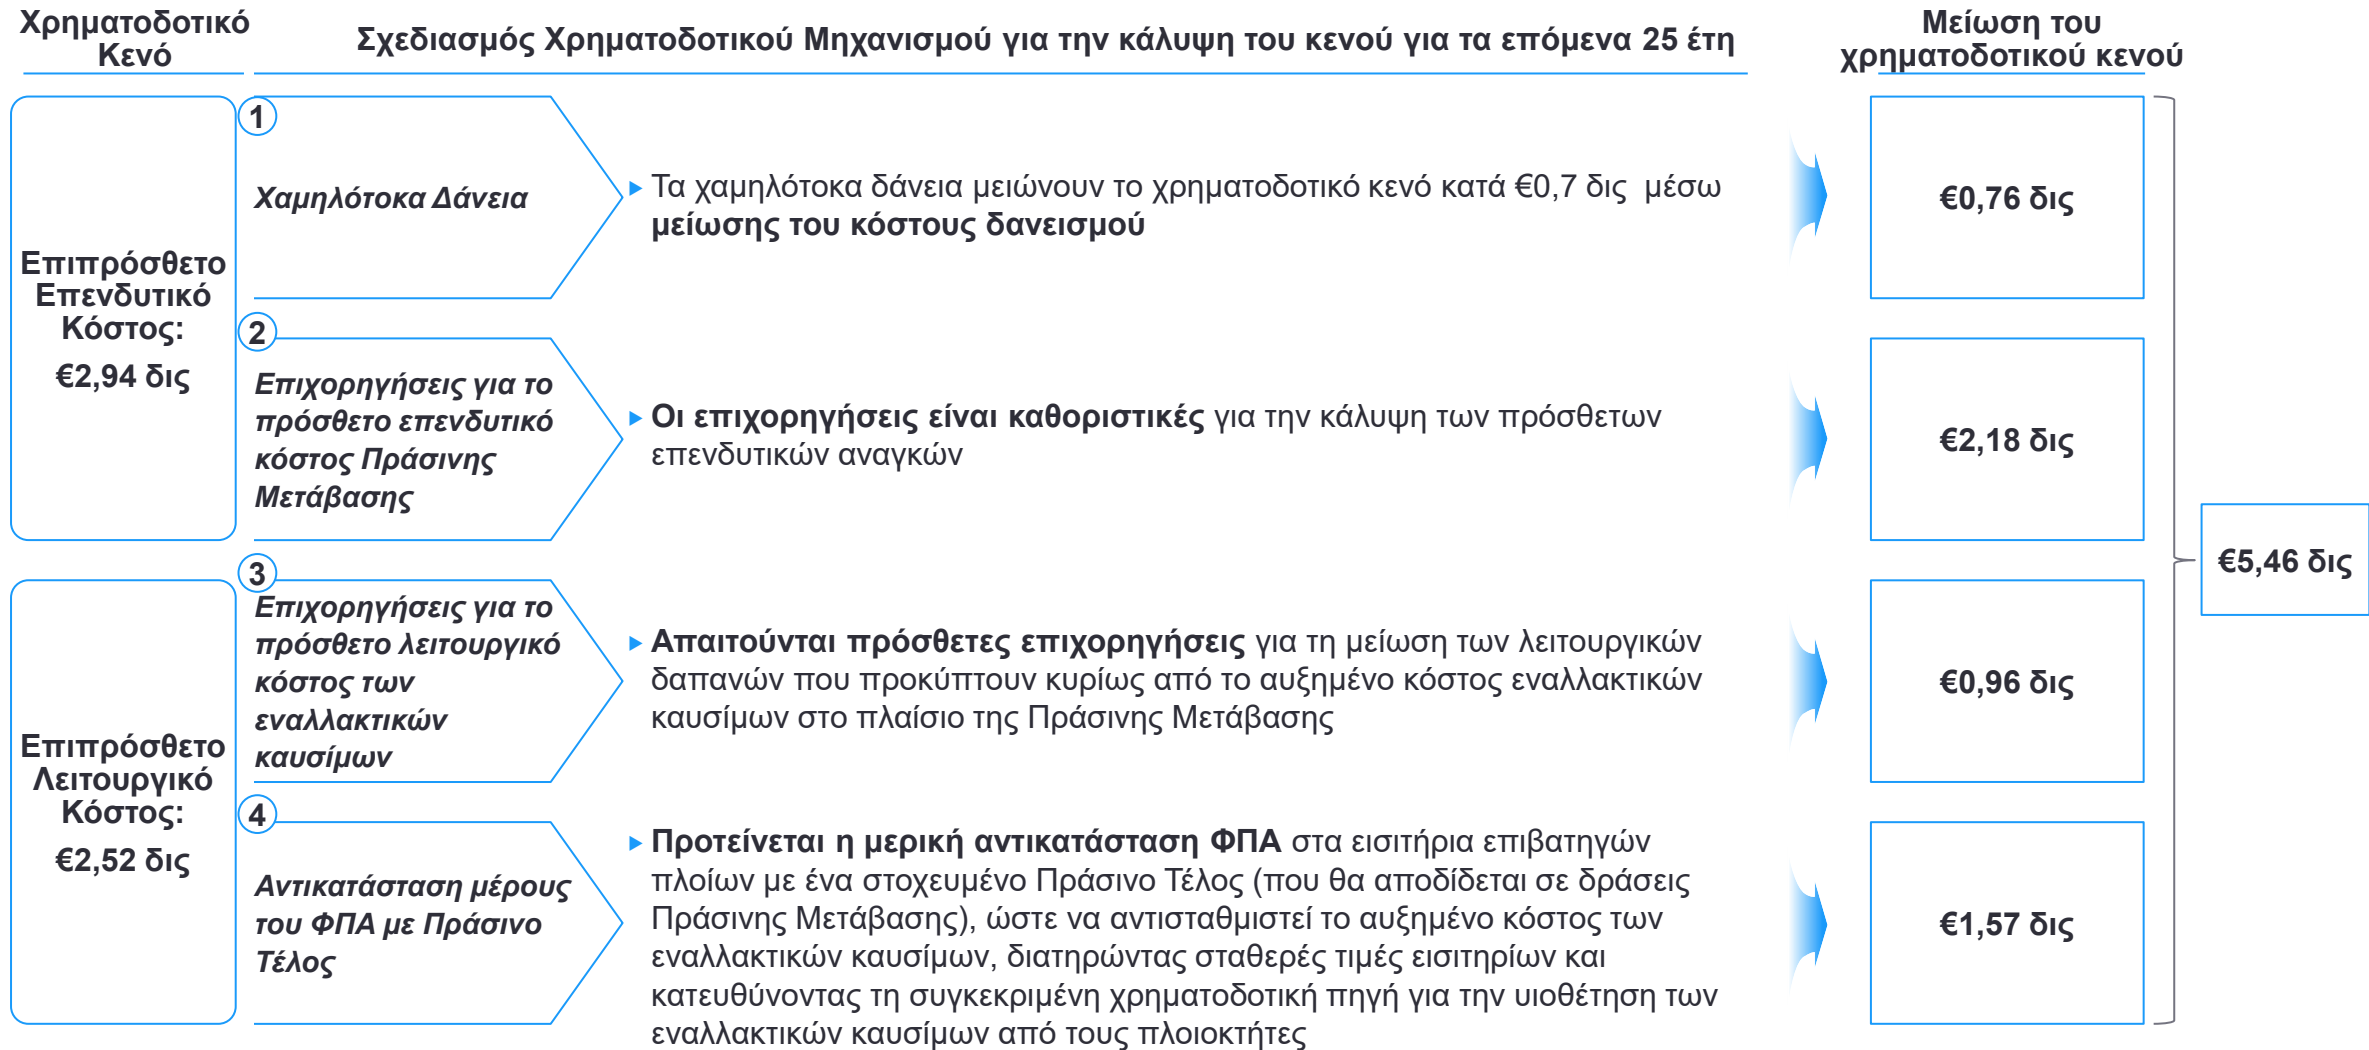 Χρηματοδοτικό
Κενό
Σχεδιασμός Χρηματοδοτικού Μηχανισμού για την κάλυψη του κενού για τα επόμενα 25 έτη
Μείωση του
χρηματοδοτικού κενού
Επιπρόσθετο
Επενδυτικό
Κόστος:
€2,94 δις
1
Χαμηλότοκα Δάνεια
Τα χαμηλότοκα δάνεια μειώνουν το χρηματοδοτικό κενό κατά €0,7 δις μέσω
μείωσης του κόστους δανεισμού
€0,76 δις
2
Επιχορηγήσεις για το
πρόσθετο επενδυτικό
κόστος Πράσινης
Μετάβασης
Οι επιχορηγήσεις είναι καθοριστικές για την κάλυψη των πρόσθετων
επενδυτικών αναγκών
€2,18 δις
Επιπρόσθετο
Λειτουργικό
Κόστος:
€2,52 δις
3
Επιχορηγήσεις για το
πρόσθετο λειτουργικό
κόστος των
εναλλακτικών
καυσίμων
Απαιτούνται πρόσθετες επιχορηγήσεις για τη μείωση των λειτουργικών
δαπανών που προκύπτουν κυρίως από το αυξημένο κόστος εναλλακτικών
καυσίμων στο πλαίσιο της Πράσινης Μετάβασης
€0,96 δις
4
Αντικατάσταση μέρους
του ΦΠΑ με Πράσινο
Τέλος
Προτείνεται η μερική αντικατάσταση ΦΠΑ στα εισιτήρια επιβατηγών
πλοίων με ένα στοχευμένο Πράσινο Τέλος (που θα αποδίδεται σε δράσεις
Πράσινης Μετάβασης), ώστε να αντισταθμιστεί το αυξημένο κόστος των
εναλλακτικών καυσίμων, διατηρώντας σταθερές τιμές εισιτηρίων και
κατευθύνοντας τη συγκεκριμένη χρηματοδοτική πηγή για την υιοθέτηση των
εναλλακτικών καυσίμων από τους πλοιοκτήτες
€1,57 δις
€5,46 δις